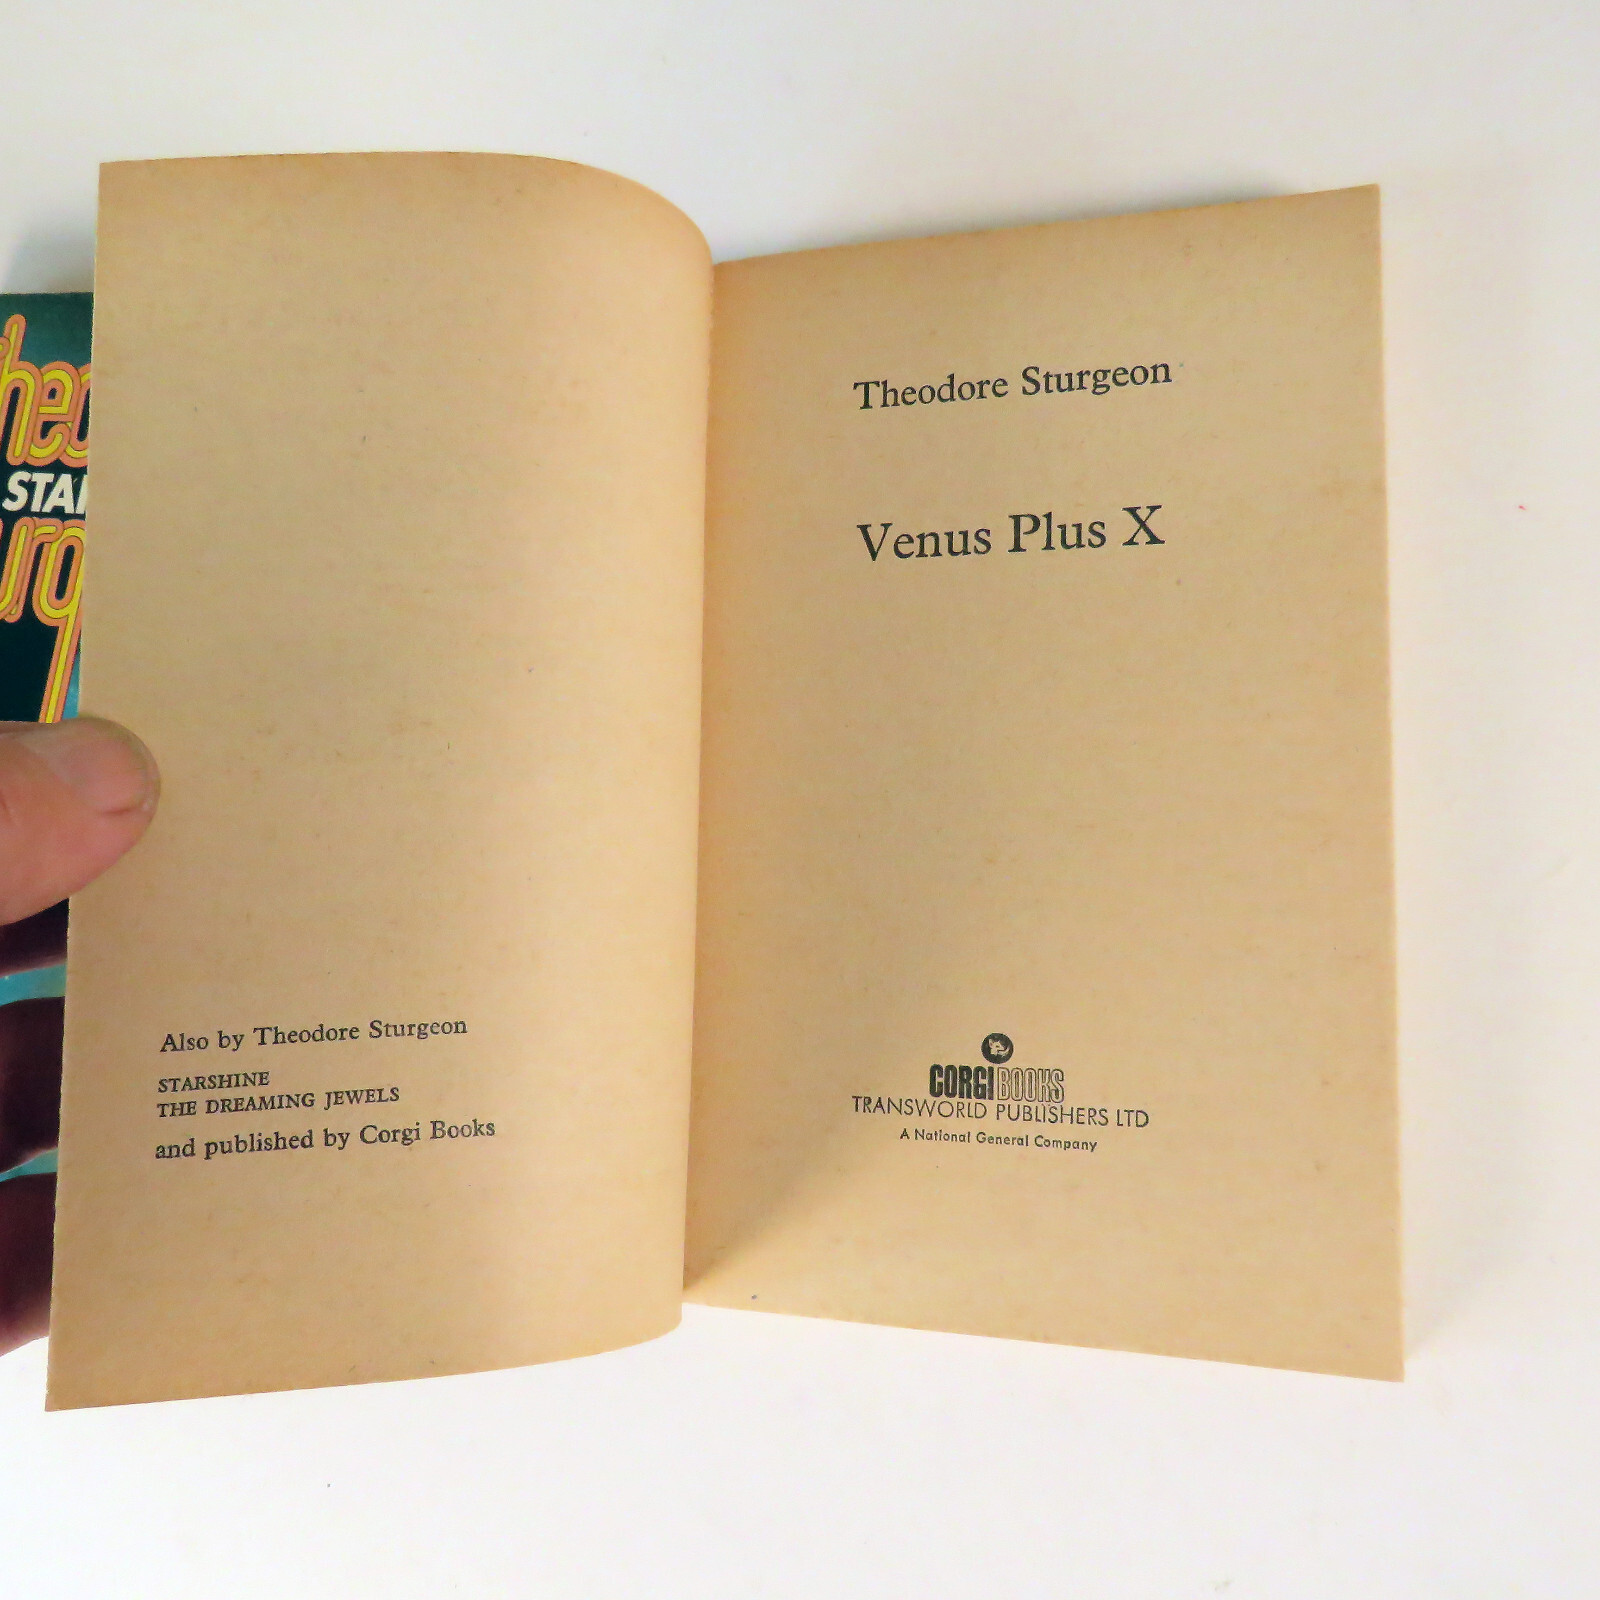 STAR
Also by Theodore Sturgeon
STARSHINE
THE DREAMING JEWELS
and published by Corgi Books
Theodore Sturgeon
Venus Plus X
CORGI BOOKS
TRANSWORLD PUBLISHERS LTD
A National General Company